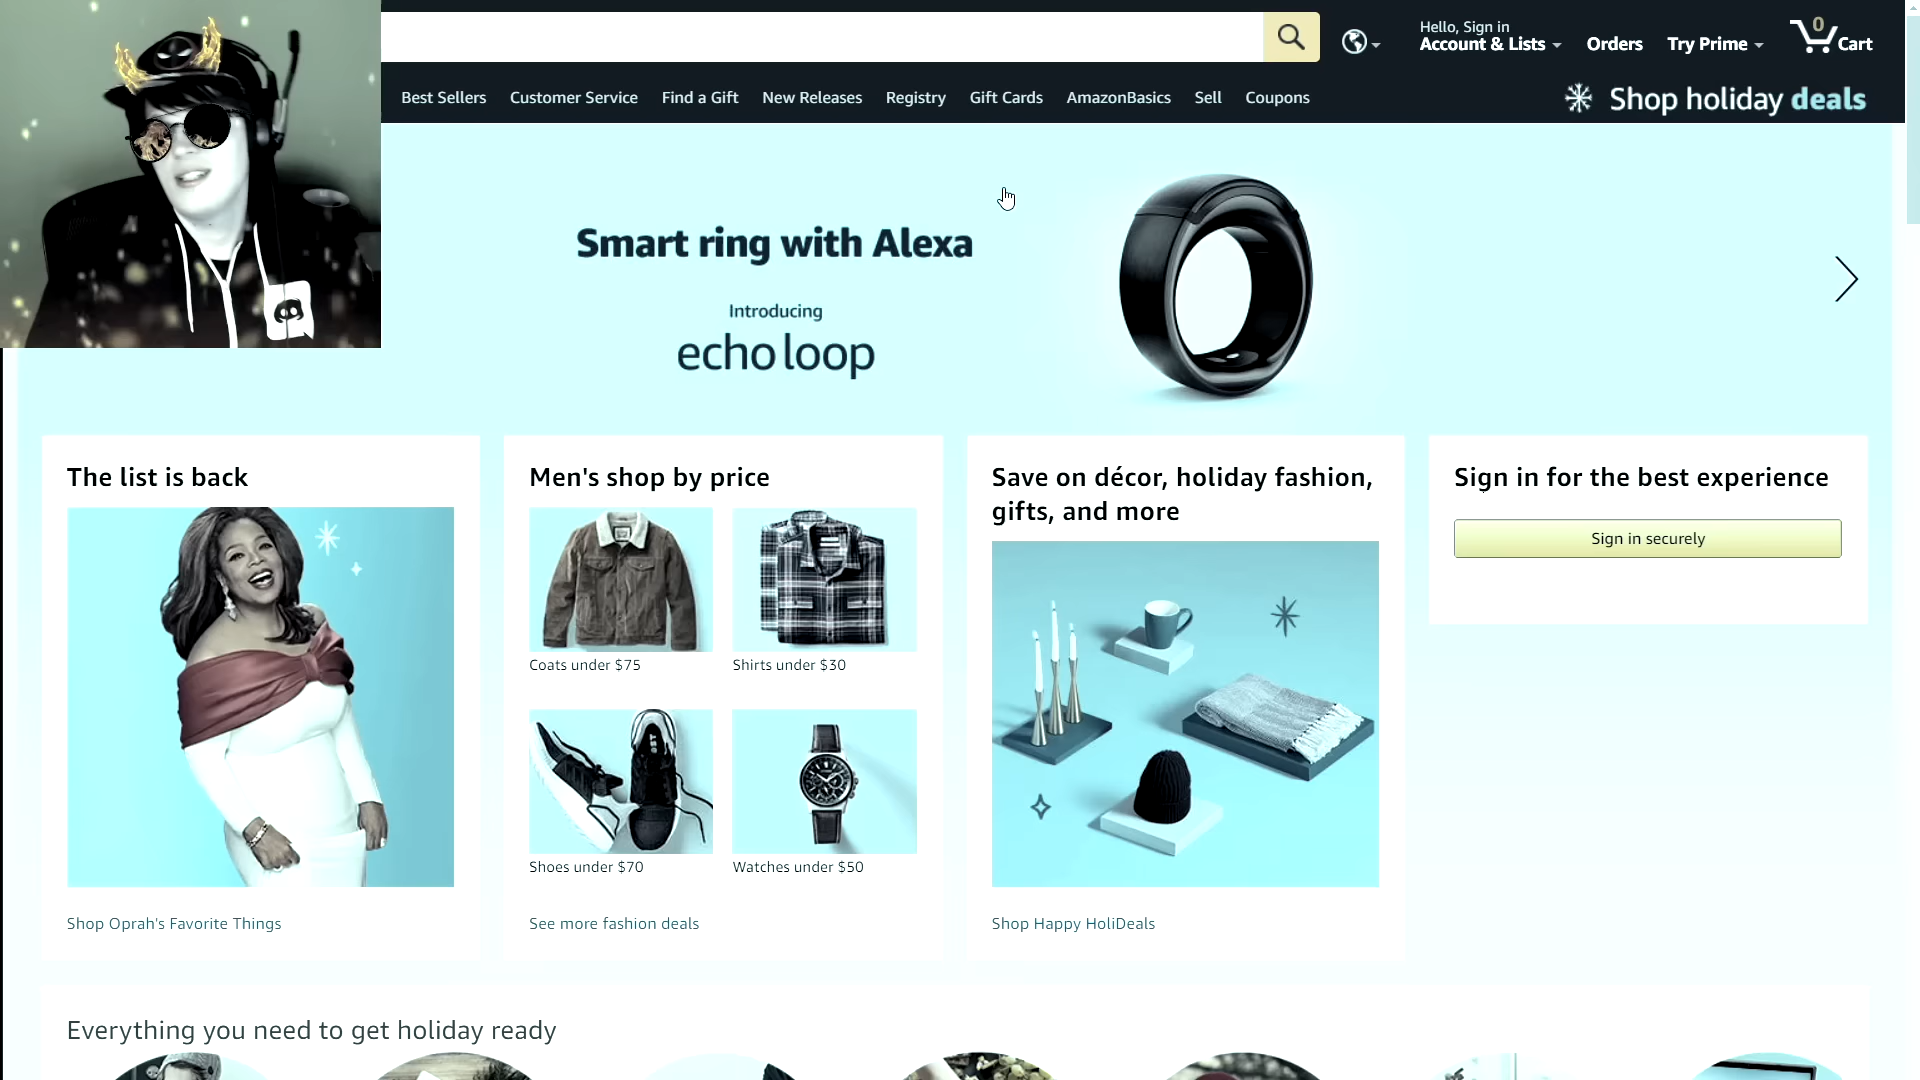 Hello, Sign in
Account & Lists
Orders
Try Prime
0
Cart
Best Sellers
Customer Service
Find a Gift
New Releases
Registry
Gift Cards
AmazonBasics
Sell
Coupons
Shop holiday deals
Smart ring with Alexa
Introducing
echo loop
The list is back
Shop Oprah's Favorite Things
Men's shop by price
Coats under $75
Shirts under $30
Shoes under $70
Watches under $50
See more fashion deals
Save on décor, holiday fashion,
gifts, and more
Shop Happy HoliDeals
Sign in for the best experience
Sign in securely
Everything you need to get holiday ready